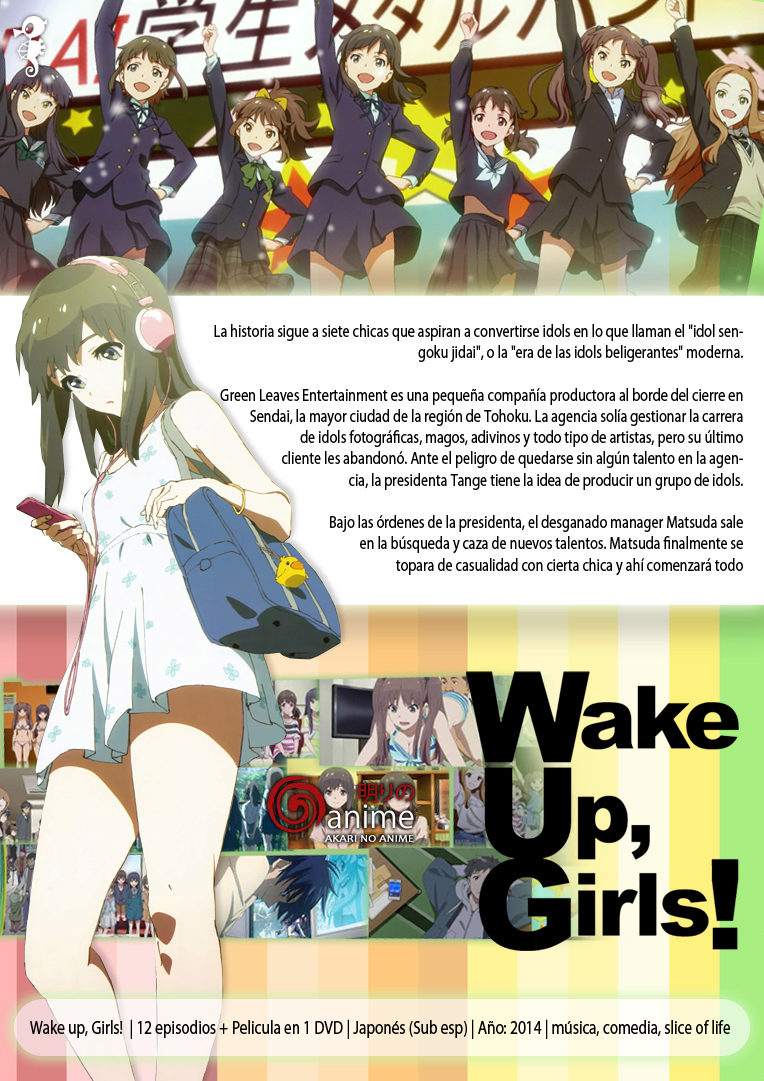 AI学生メタルバンド
La historia sigue a siete chicas que aspiran a convertirse idols en lo que llaman el "idol sen-
goku jidai", o la "era de las idols beligerantes" moderna.
Green Leaves Entertainment es una pequeña compañía productora al borde del cierre en
Sendai, la mayor ciudad de la región de Tohoku. La agencia solía gestionar la carrera
de idols fotográficas, magos, adivinos y todo tipo de artistas, pero su último
cliente les abandonó. Ante el peligro de quedarse sin algún talento en la agen-
cia, la presidenta Tange tiene la idea de producir un grupo de idols.
Bajo las órdenes de la presidenta, el desganado manager Matsuda sale
en la búsqueda y caza de nuevos talentos. Matsuda finalmente se
topara de casualidad con cierta chica y ahí comenzará todo
Wake
Up,
Girls!
明りの
anime
AKARI NO ANIME
Wake up, Girls! | 12 episodios + Pelicula en 1 DVD | Japonés (Sub esp) | Año: 2014 | música, comedia, slice of life